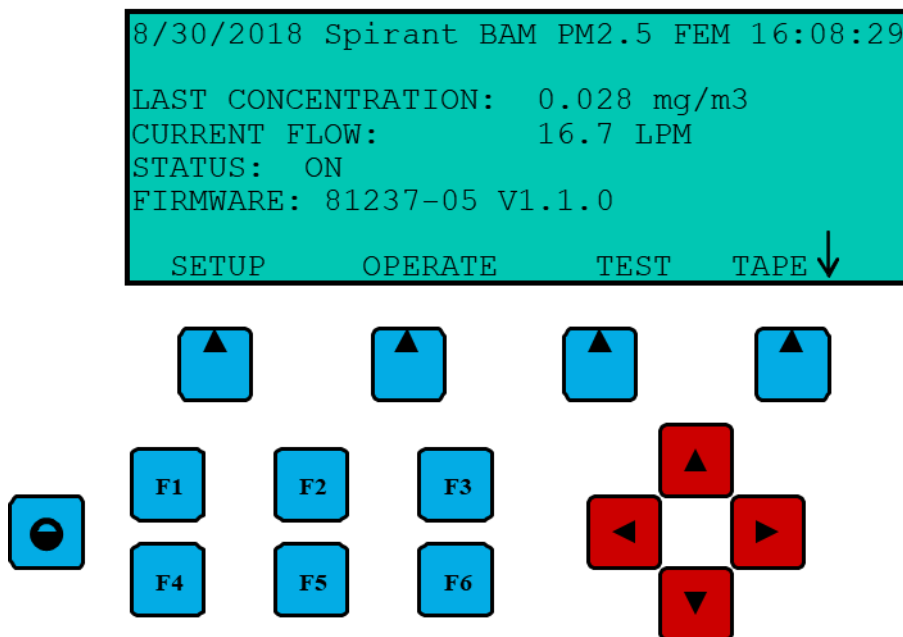 8/30/2018 Spirant BAM PM2.5 FEM 16:08:29
LAST CONCENTRATION: 0.028 mg/m3
CURRENT FLOW: 16.7 LPM
STATUS: ON
FIRMWARE: 81237-05 V1.1.0
SETUP OPERATE TEST TAPE
F1 F2 F3
F4 F5 F6